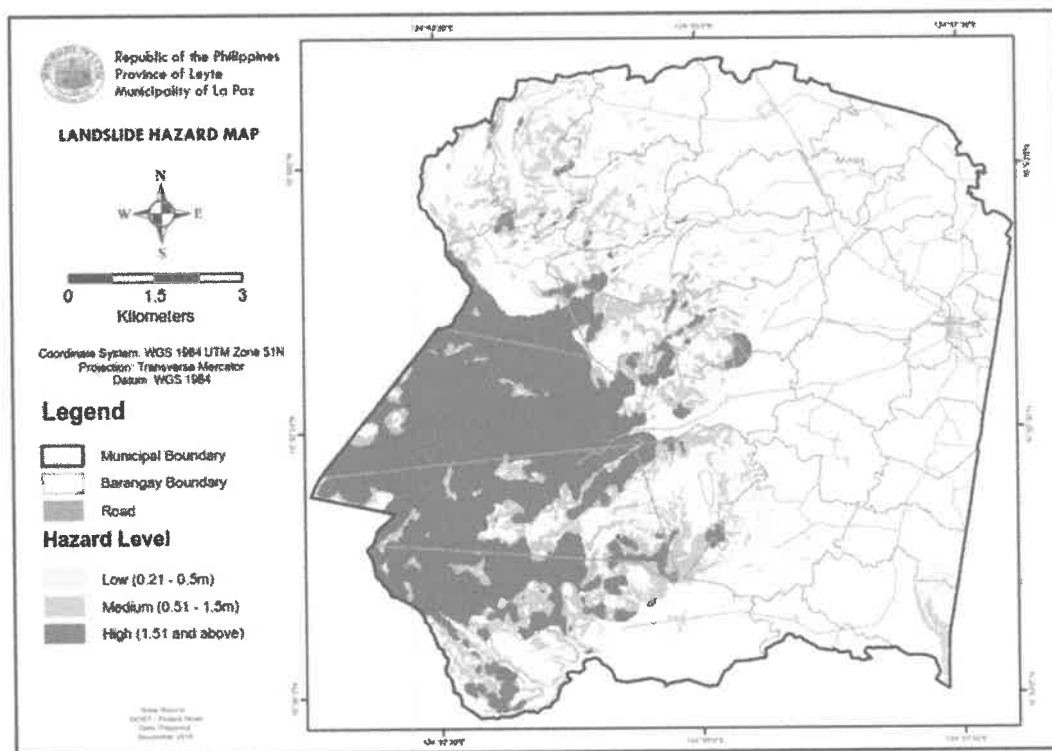 Republic of the Philippines
Province of Leyte
Municipality of La Paz
LANDSLIDE HAZARD MAP
N
W E
S
0 1.5 3
Kilometers
Coordinate System: WGS 1984 UTM Zone 51N
Projection: Transverse Mercator
Datum: WGS 1984
Legend
Municipal Boundary
Barangay Boundary
Road
Hazard Level
Low (0.21 - 0.5m)
Medium (0.51 - 1.5m)
High (1.51 and above)